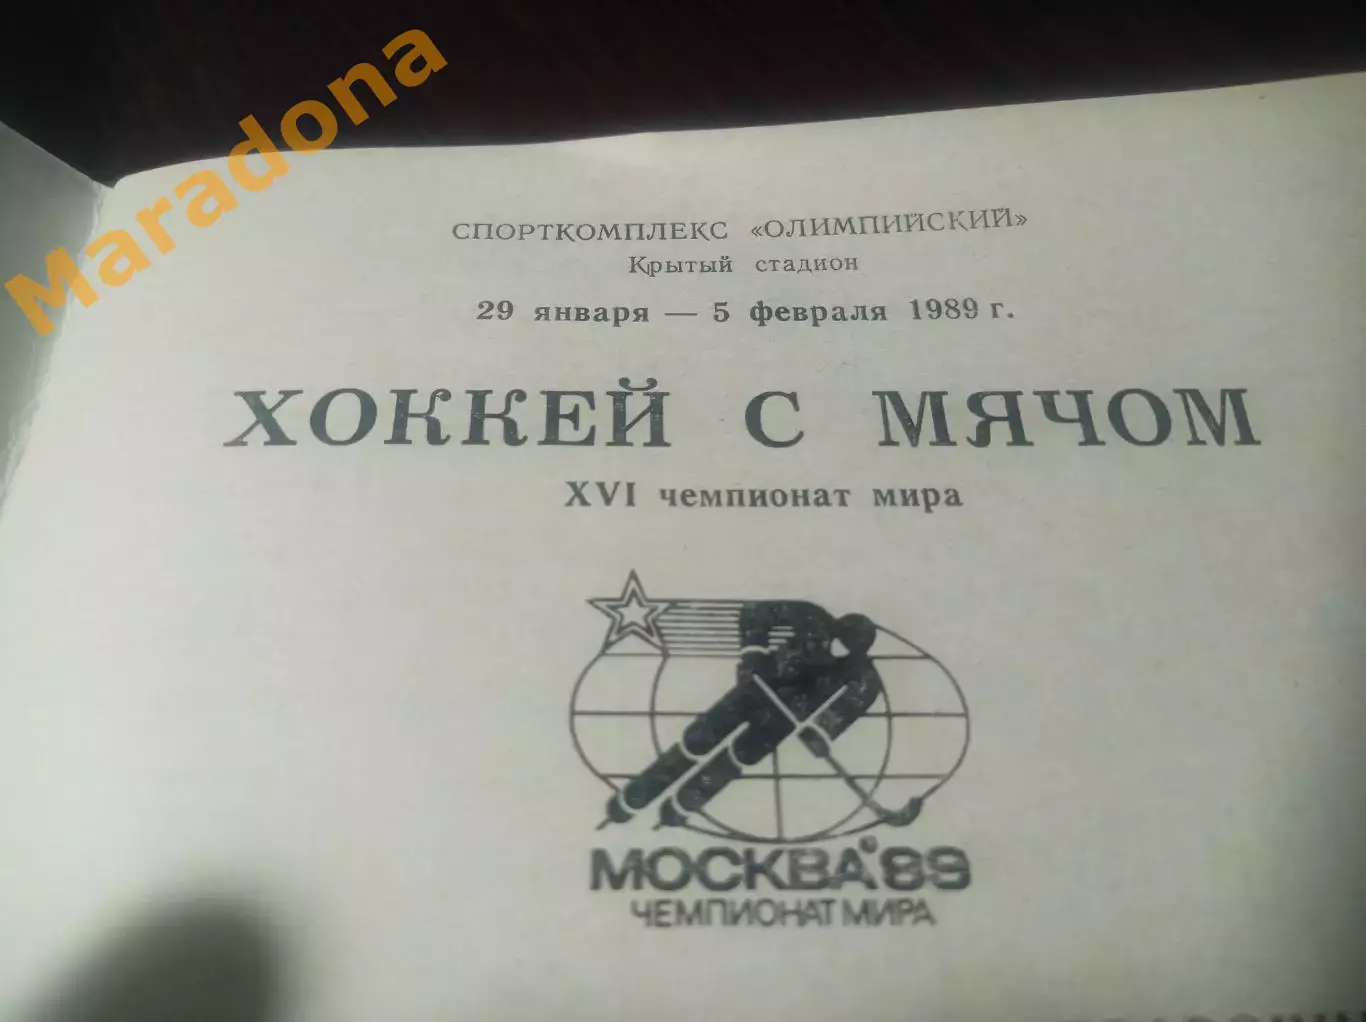 Maradona
СПОРТКОМПЛЕКС «ОЛИМПИЙСКИЙ»
Крытый стадион
29 января — 5 февраля 1989 г.
ХОККЕЙ С МЯЧОМ
XVI чемпионат мира
МОСКВА'89
ЧЕМПИОНАТ МИРА